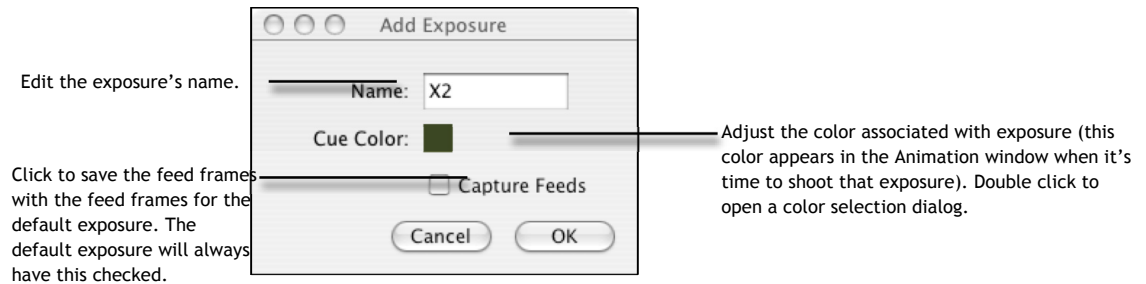 Add Exposure
Edit the exposure's name.
Name: X2
Cue Color:
Adjust the color associated with exposure (this
color appears in the Animation window when it's
time to shoot that exposure). Double click to
open a color selection dialog.
Click to save the feed frames
with the feed frames for the
default exposure. The
default exposure will always
have this checked.
Capture Feeds
Cancel
OK